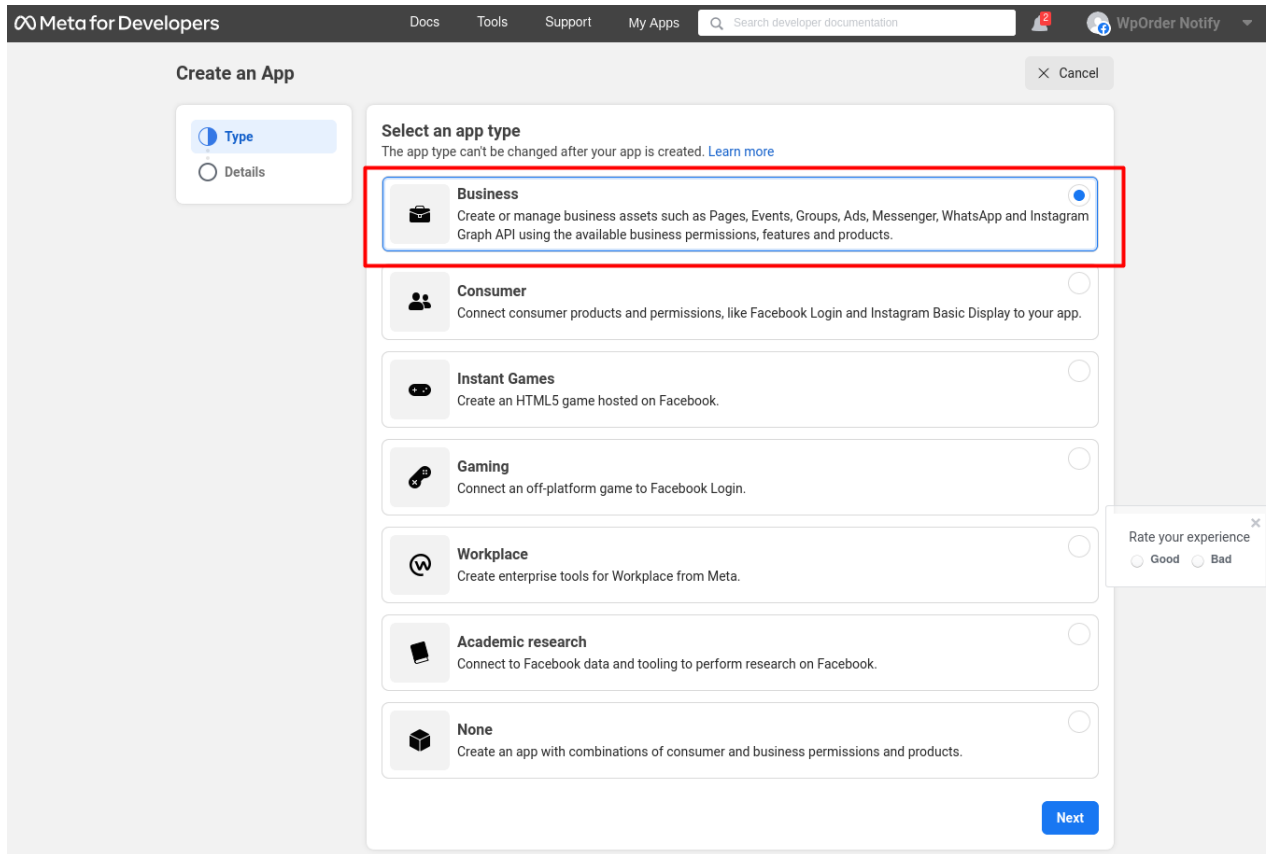 Meta for Developers
Docs
Tools
Support
My Apps
Search developer documentation
2
WpOrder Notify
Create an App
Cancel
Type
Details
Select an app type
The app type can't be changed after your app is created. Learn more
Business
Create or manage business assets such as Pages, Events, Groups, Ads, Messenger, WhatsApp and Instagram
Graph API using the available business permissions, features and products.
Consumer
Connect consumer products and permissions, like Facebook Login and Instagram Basic Display to your app.
Instant Games
Create an HTML5 game hosted on Facebook.
Gaming
Connect an off-platform game to Facebook Login.
Workplace
Create enterprise tools for Workplace from Meta.
Academic research
Connect to Facebook data and tooling to perform research on Facebook.
None
Create an app with combinations of consumer and business permissions and products.
Next
Rate your experience
Good
Bad